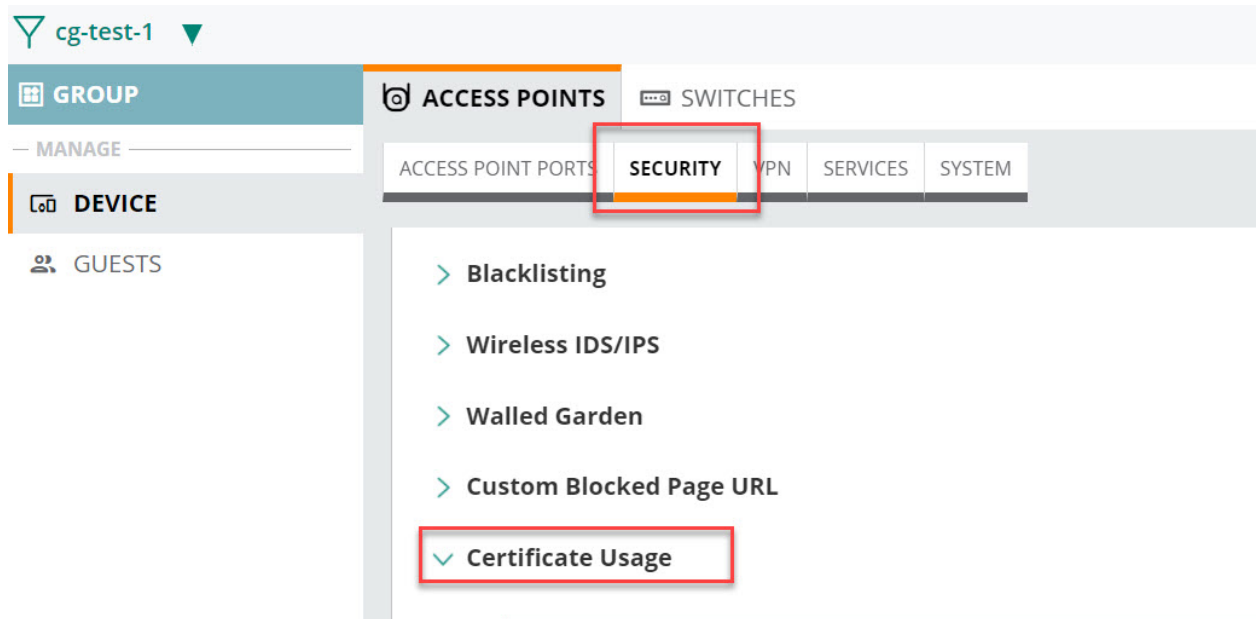 cg-test-1
GROUP
MANAGE
DEVICE
GUESTS
ACCESS POINTS
SWITCHES
ACCESS POINT PORTS
SECURITY
VPN
SERVICES
SYSTEM
Blacklisting
Wireless IDS/IPS
Walled Garden
Custom Blocked Page URL
Certificate Usage